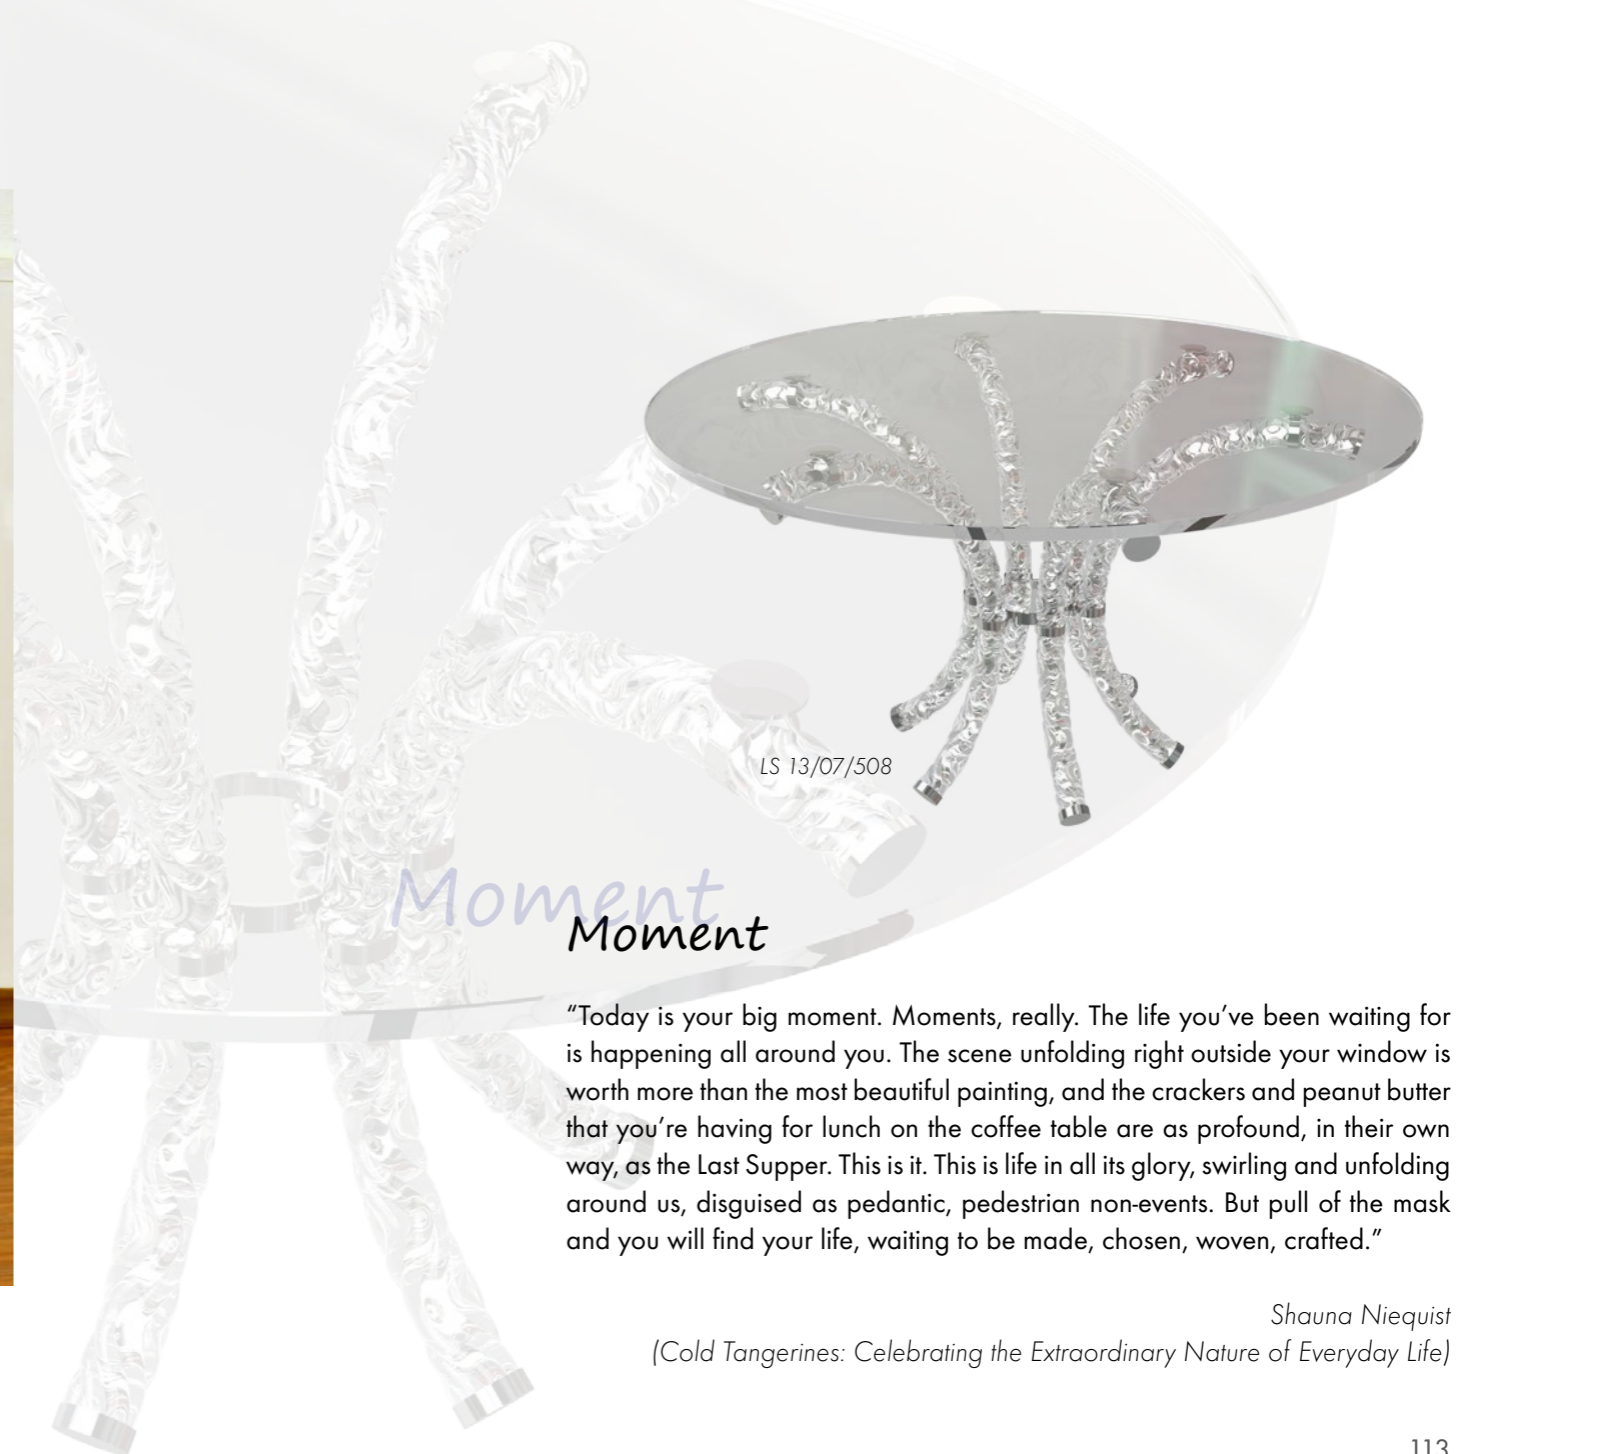 LS 13/07/508
Moment
Moment
“Today is your big moment. Moments, really. The life you’ve been waiting for
is happening all around you. The scene unfolding right outside your window is
worth more than the most beautiful painting, and the crackers and peanut butter
that you’re having for lunch on the coffee table are as profound, in their own
way, as the Last Supper. This is it. This is life in all its glory, swirling and unfolding
around us, disguised as pedantic, pedestrian non-events. But pull of the mask
and you will find your life, waiting to be made, chosen, woven, crafted.”
Shauna Niequist
(Cold Tangerines: Celebrating the Extraordinary Nature of Everyday Life)
113